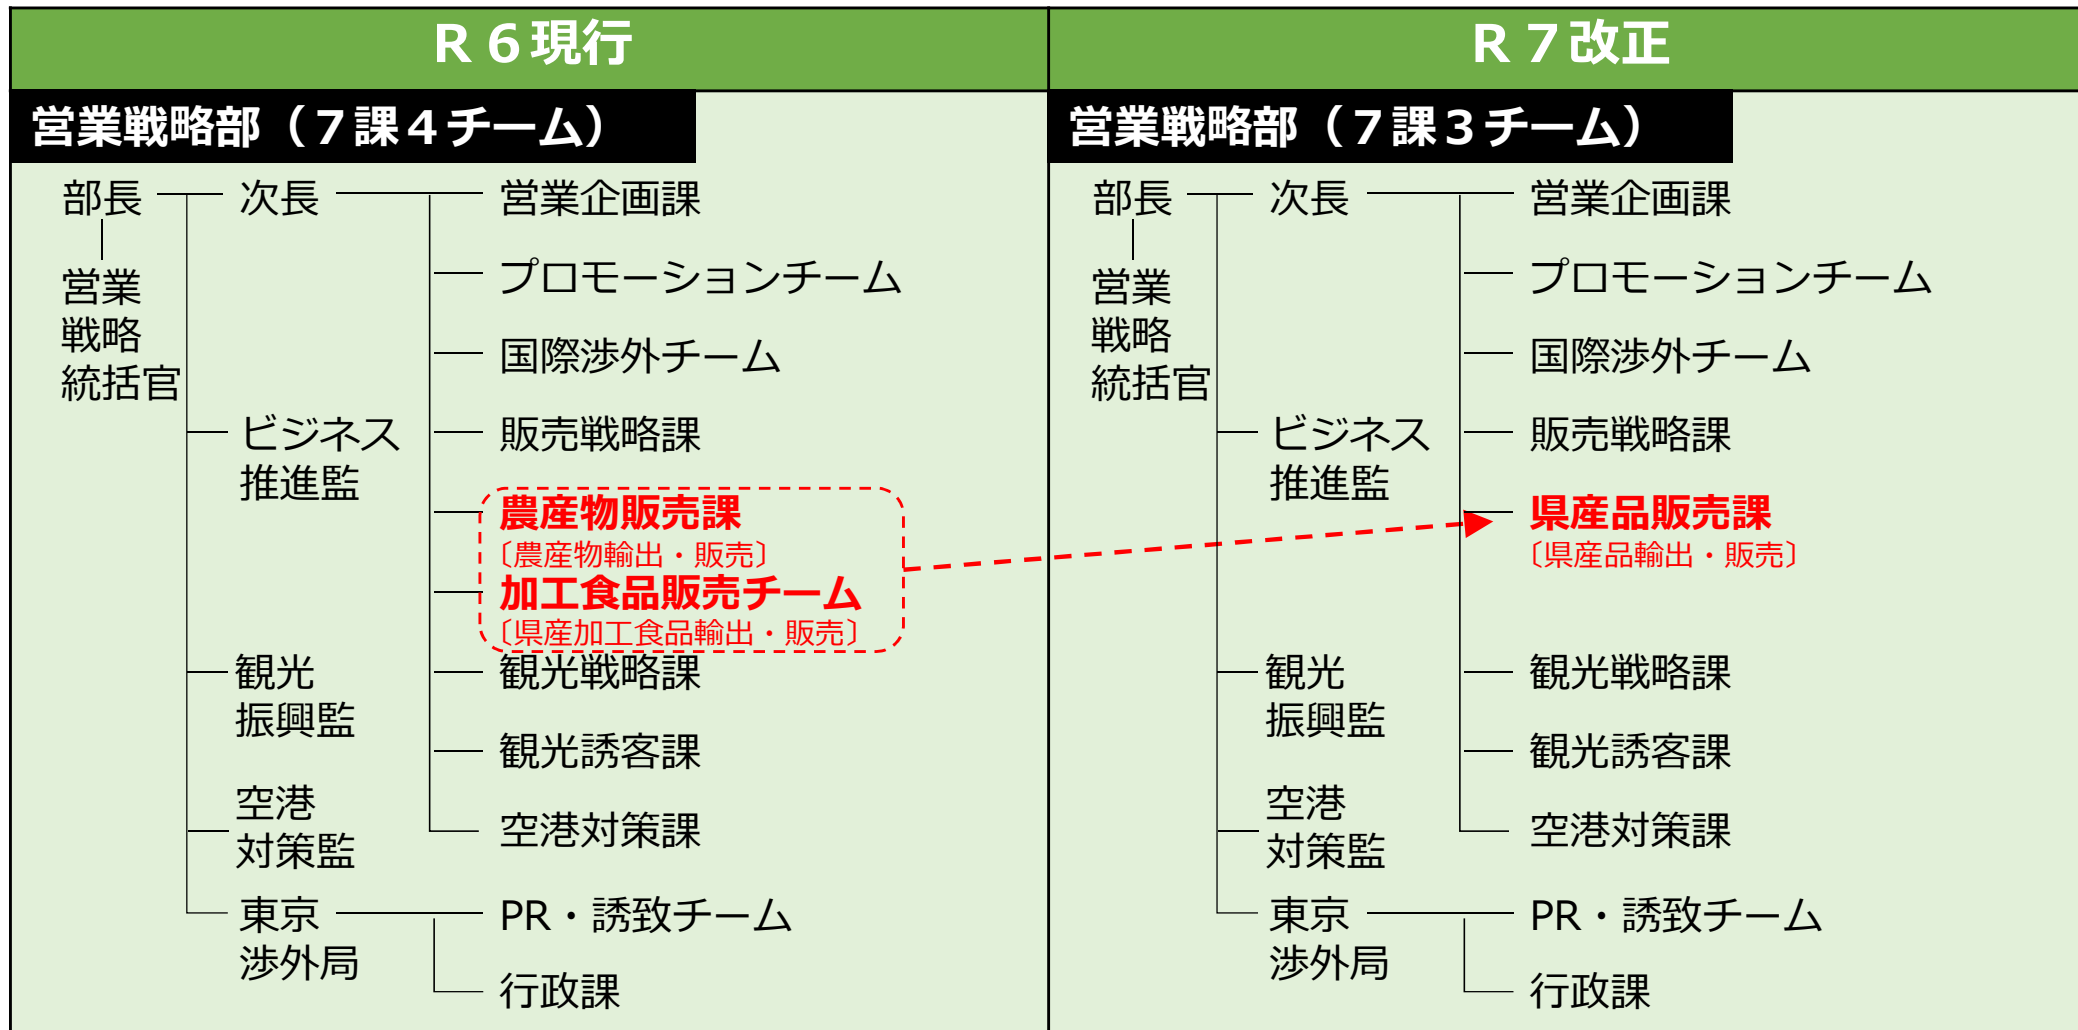 Ｒ６現行
営業戦略部（７課４チーム）
部長
次長
営業企画課
営業
戦略
統括官
プロモーションチーム
国際渉外チーム
ビジネス
推進監
販売戦略課
農産物販売課
〔農産物輸出・販売〕
加工食品販売チーム
〔県産加工食品輸出・販売〕
観光
振興監
観光戦略課
観光誘客課
空港
対策監
空港対策課
東京
渉外局
PR・誘致チーム
行政課
Ｒ７改正
営業戦略部（７課３チーム）
部長
次長
営業企画課
営業
戦略
統括官
プロモーションチーム
国際渉外チーム
ビジネス
推進監
販売戦略課
県産品販売課
〔県産品輸出・販売〕
観光
振興監
観光戦略課
観光誘客課
空港
対策監
空港対策課
東京
渉外局
PR・誘致チーム
行政課